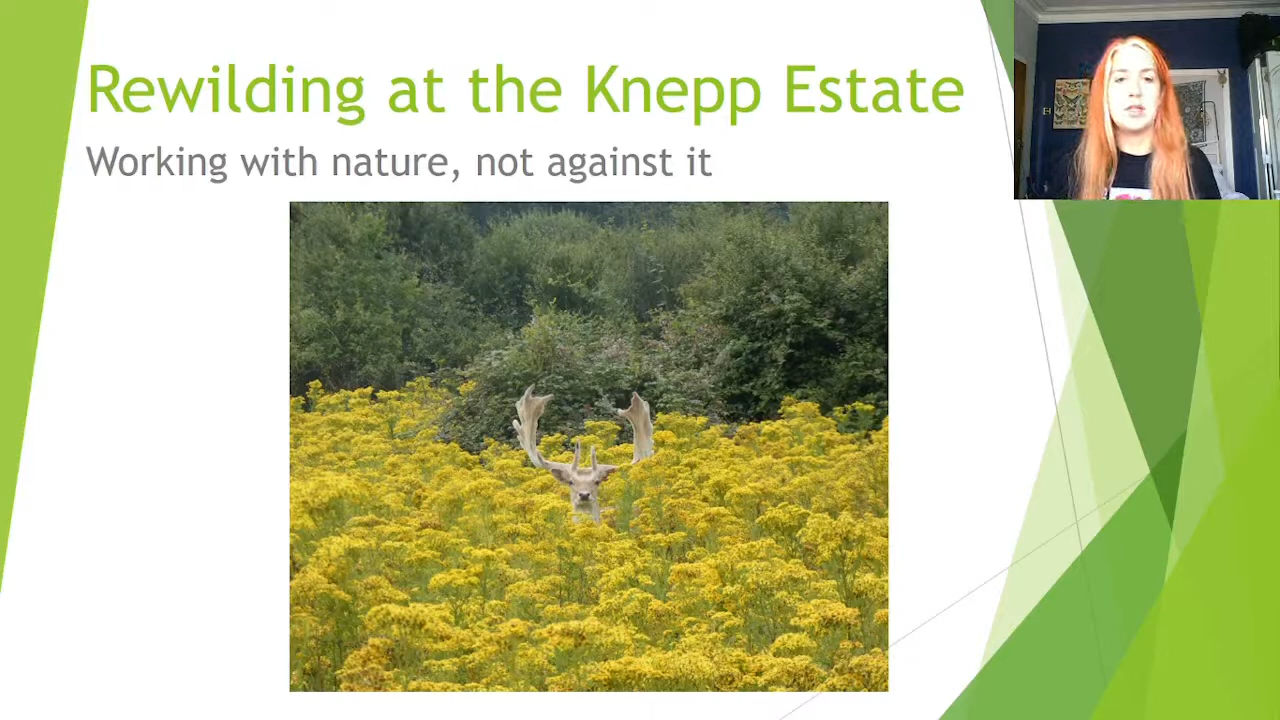 Rewilding at the Knepp Estate
Working with nature, not against it